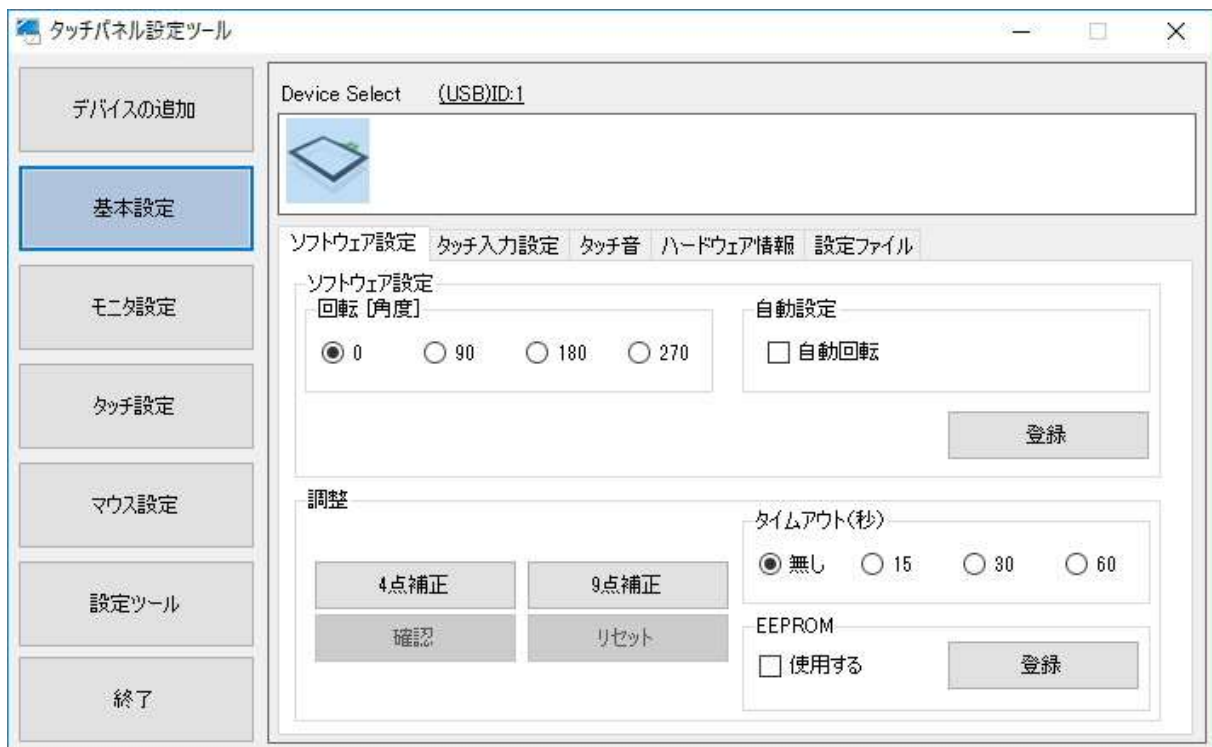 タッチパネル設定ツール
デバイスの追加
基本設定
モニタ設定
タッチ設定
マウス設定
設定ツール
終了
Device Select (USB)ID:1
ソフトウェア設定 タッチ入力設定 タッチ音 ハードウェア情報 設定ファイル
ソフトウェア設定
回転 [角度]
0 90 180 270
自動設定
自動回転
登録
調整
4点補正 9点補正
確認 リセット
タイムアウト(秒)
無し 15 30 60
EEPROM
使用する 登録